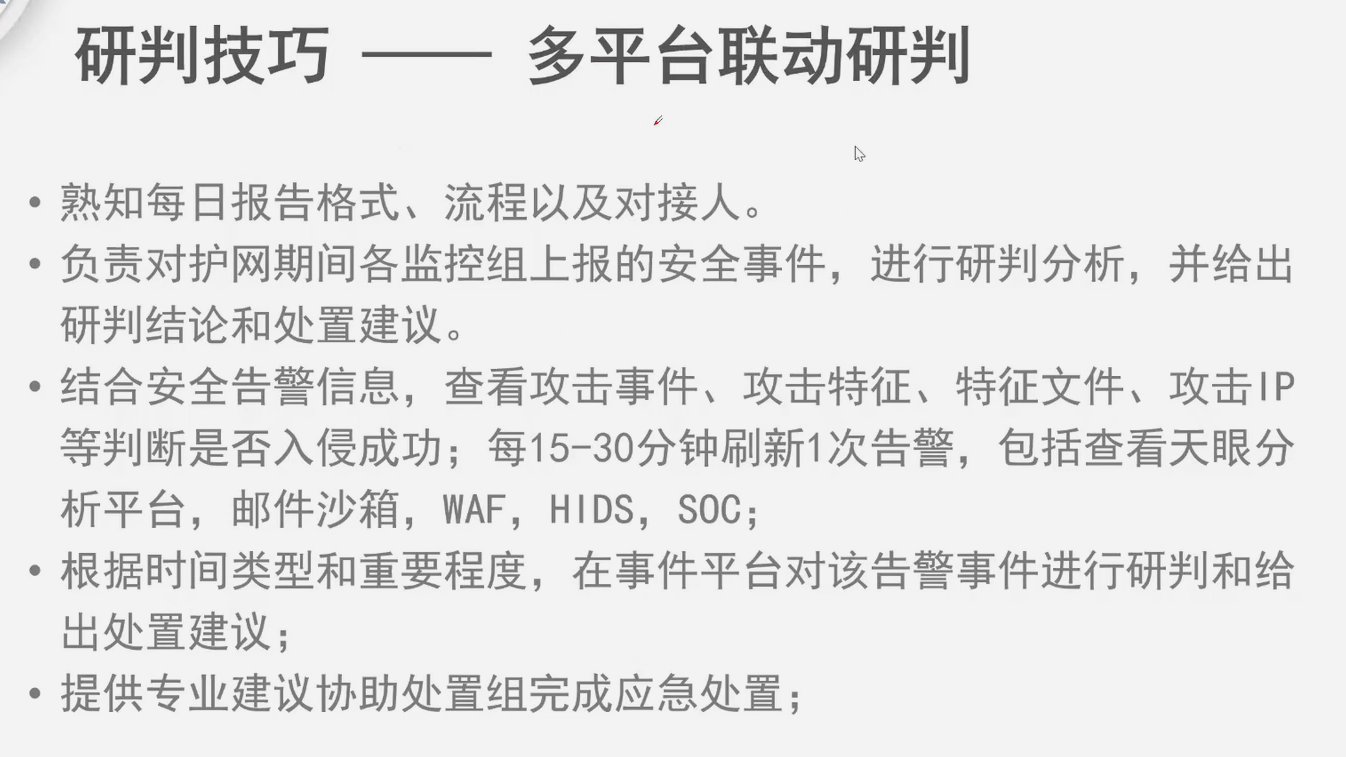 研判技巧 —— 多平台联动研判
• 熟知每日报告格式、流程以及对接人。
• 负责对护网期间各监控组上报的安全事件，进行研判分析，并给出
研判结论和处置建议。
• 结合安全告警信息，查看攻击事件、攻击特征、特征文件、攻击IP
等判断是否入侵成功；每15-30分钟刷新1次告警，包括查看天眼分
析平台，邮件沙箱，WAF，HIDS，SOC；
• 根据时间类型和重要程度，在事件平台对该告警事件进行研判和给
出处置建议；
• 提供专业建议协助处置组完成应急处置；